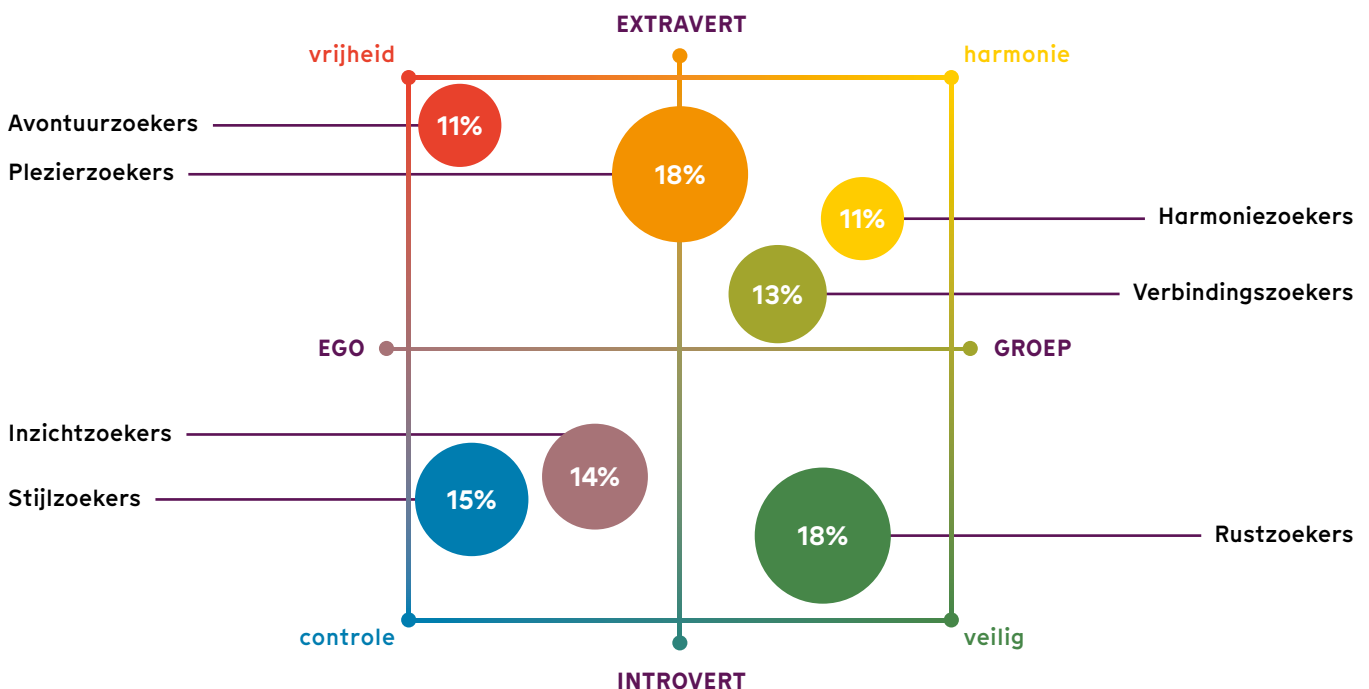 EXTRAVERT
vrijheid
harmonie
Avontuurzoekers
11%
Plezierzoekers
18%
11%
Harmoniezoekers
13%
Verbindingszoekers
EGO
GROEP
Inzichtzoekers
14%
Stijlzoekers
15%
18%
Rustzoekers
controle
veilig
INTROVERT